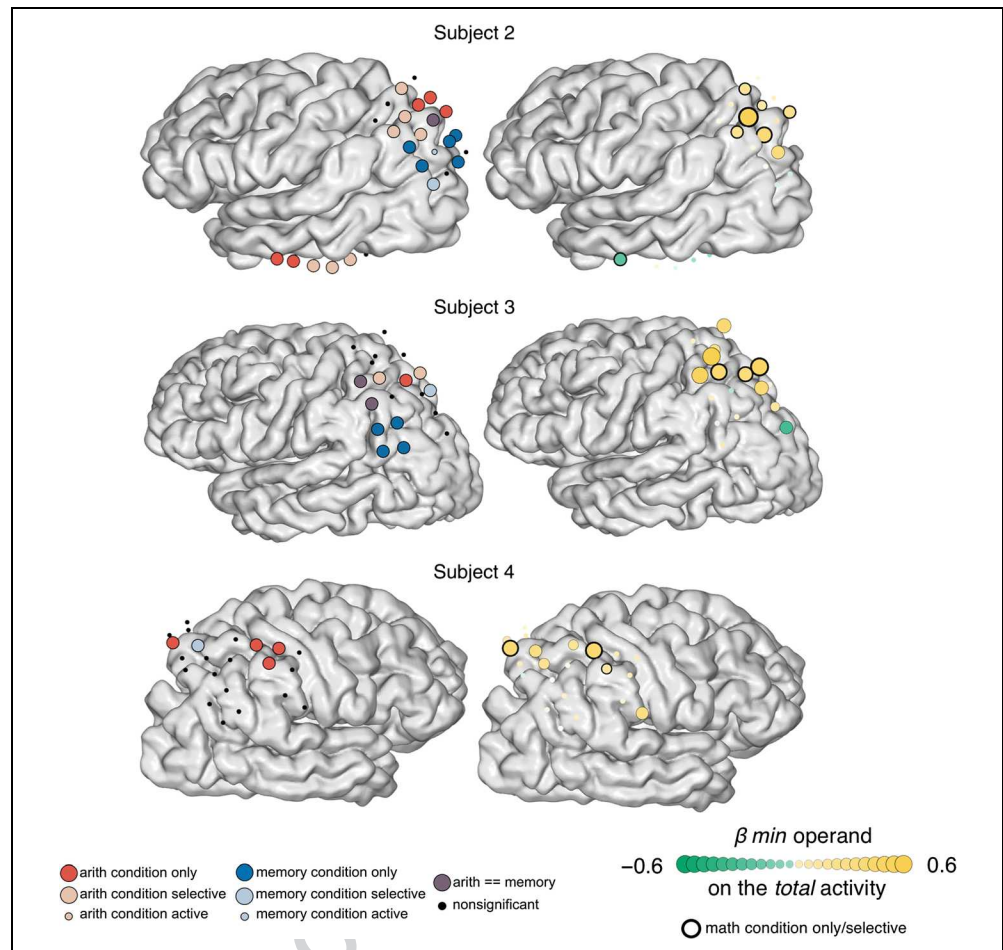 Subject 2
Subject 3
Subject 4
arith condition only
arith condition selective
arith condition active
memory condition only
memory condition selective
memory condition active
arith == memory
nonsignificant
β min operand
−0.6 0.6
on the total activity
math condition only/selective